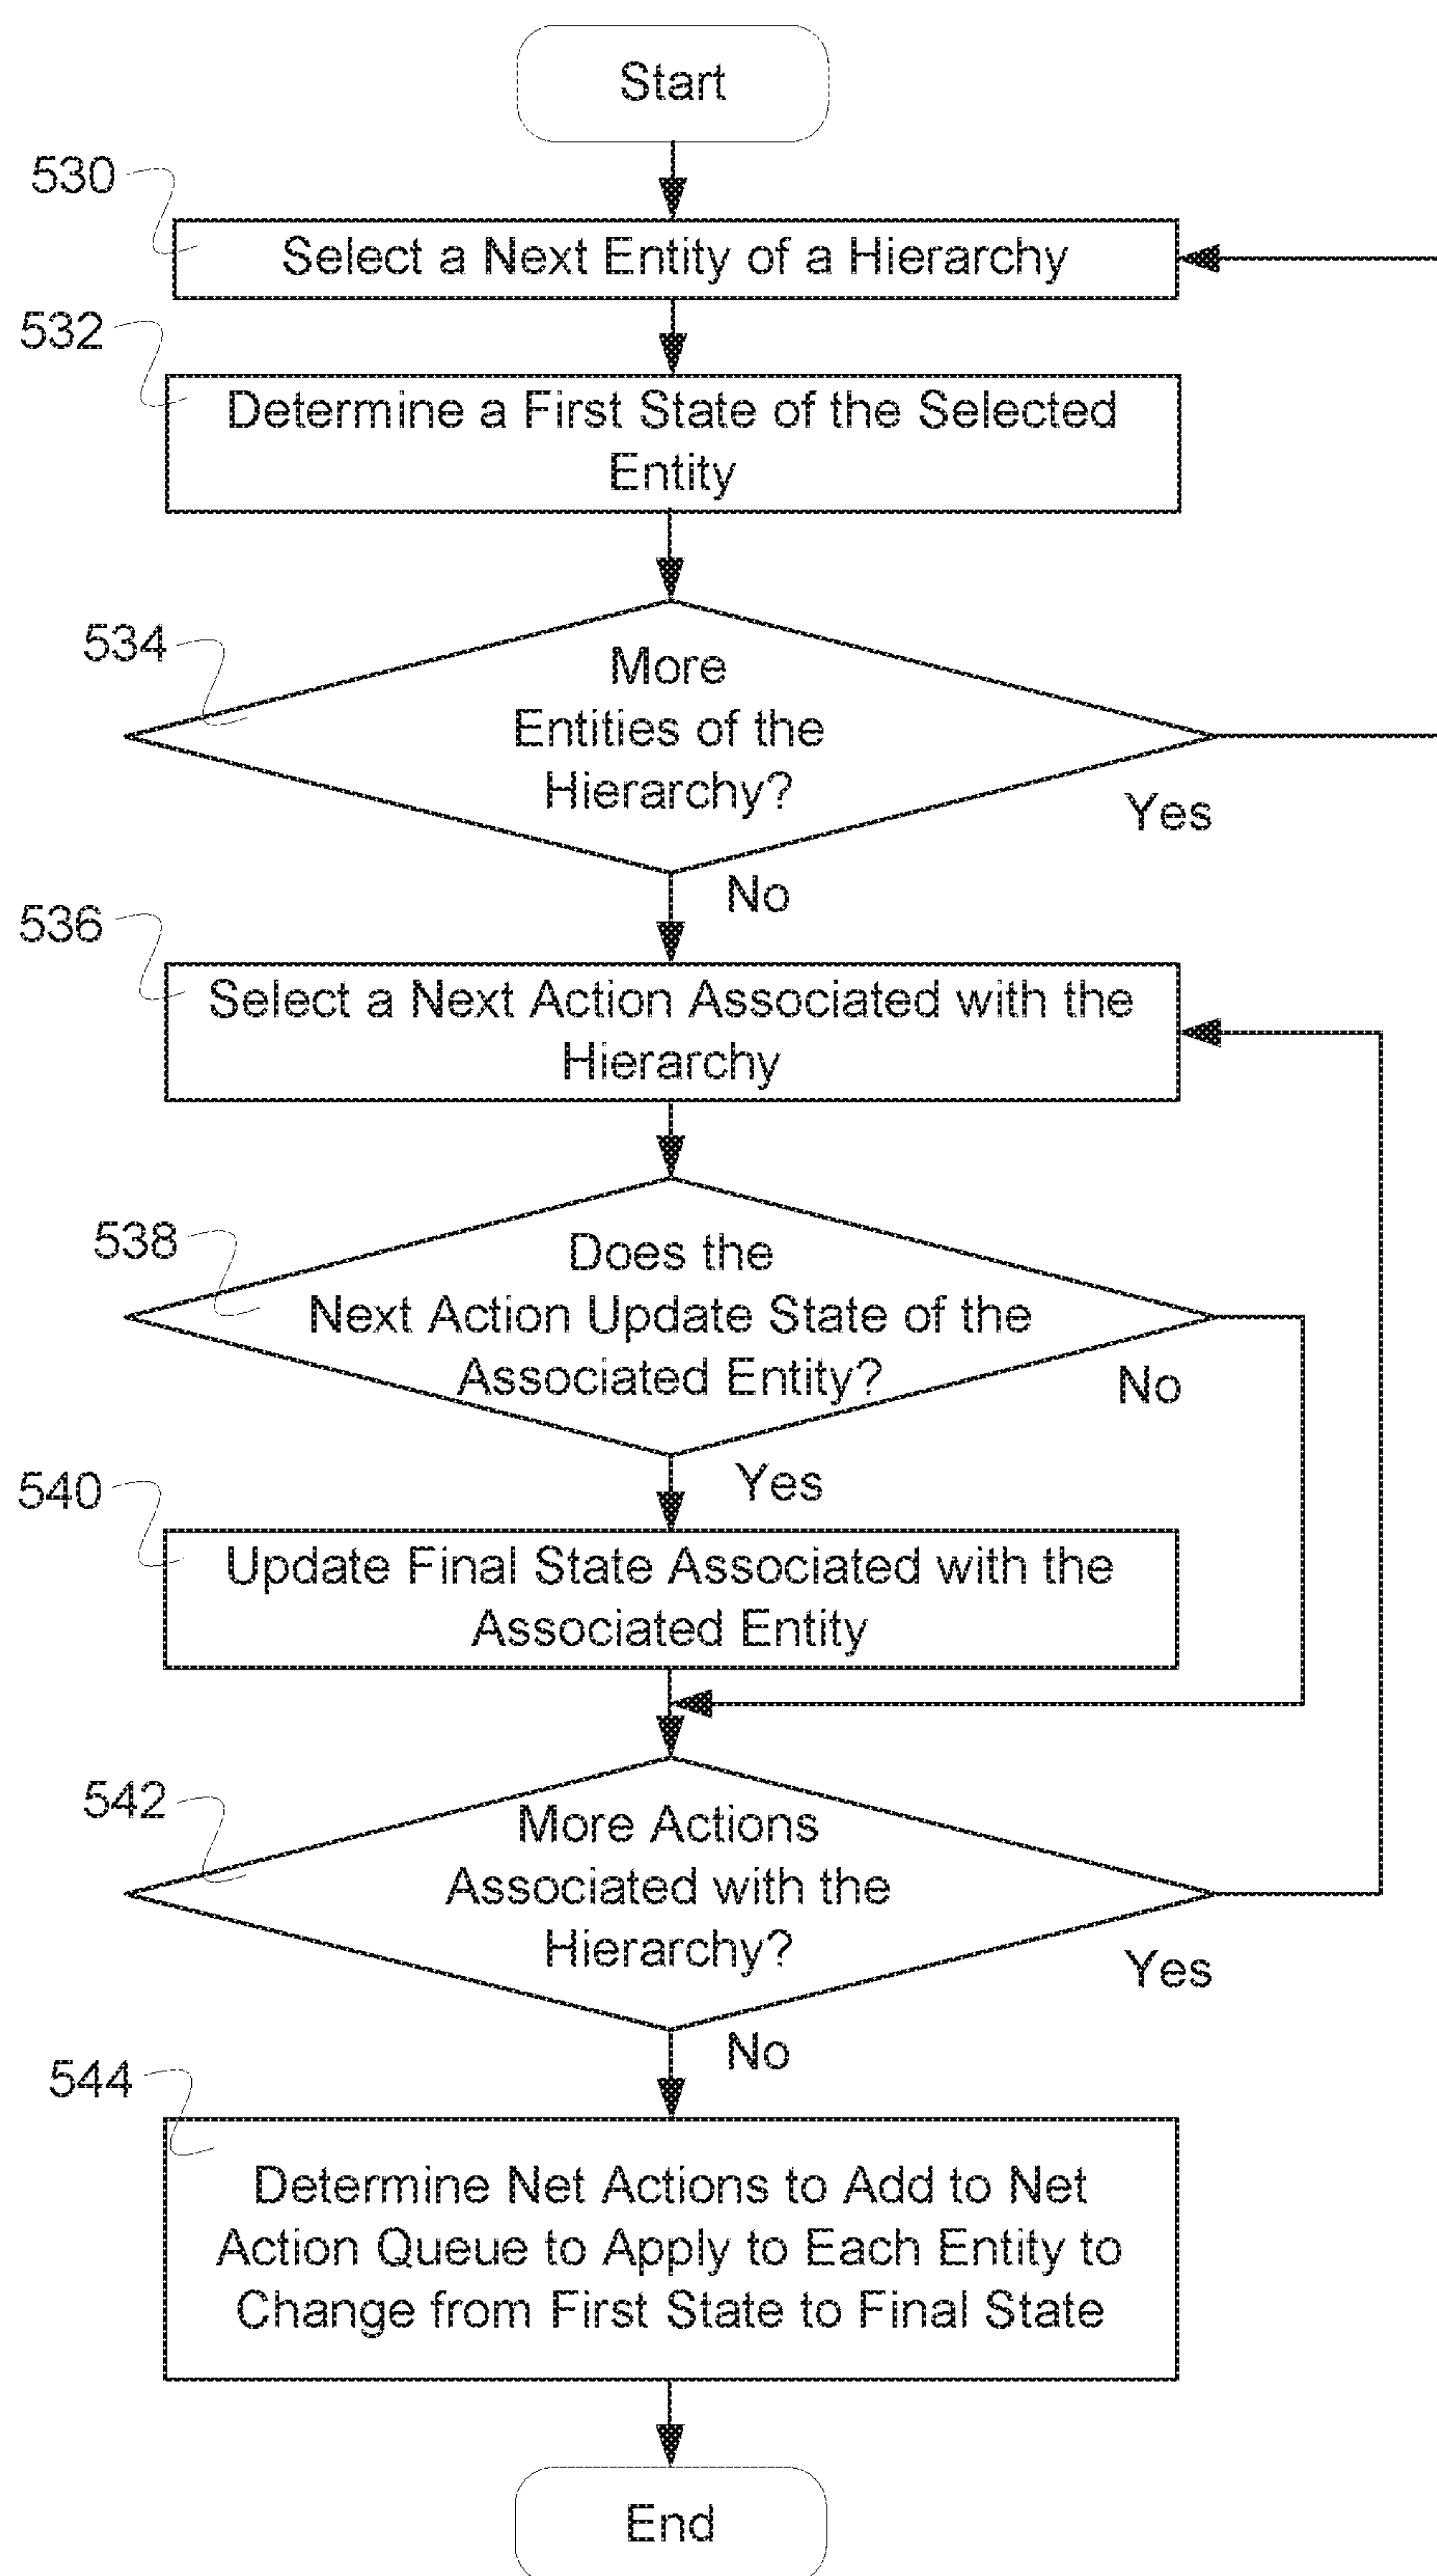 Start
530
Select a Next Entity of a Hierarchy
532
Determine a First State of the Selected
Entity
534
More
Entities of the
Hierarchy?
Yes
No
536
Select a Next Action Associated with the
Hierarchy
538
Does the
Next Action Update State of the
Associated Entity?
No
Yes
540
Update Final State Associated with the
Associated Entity
542
More Actions
Associated with the
Hierarchy?
Yes
No
544
Determine Net Actions to Add to Net
Action Queue to Apply to Each Entity to
Change from First State to Final State
End